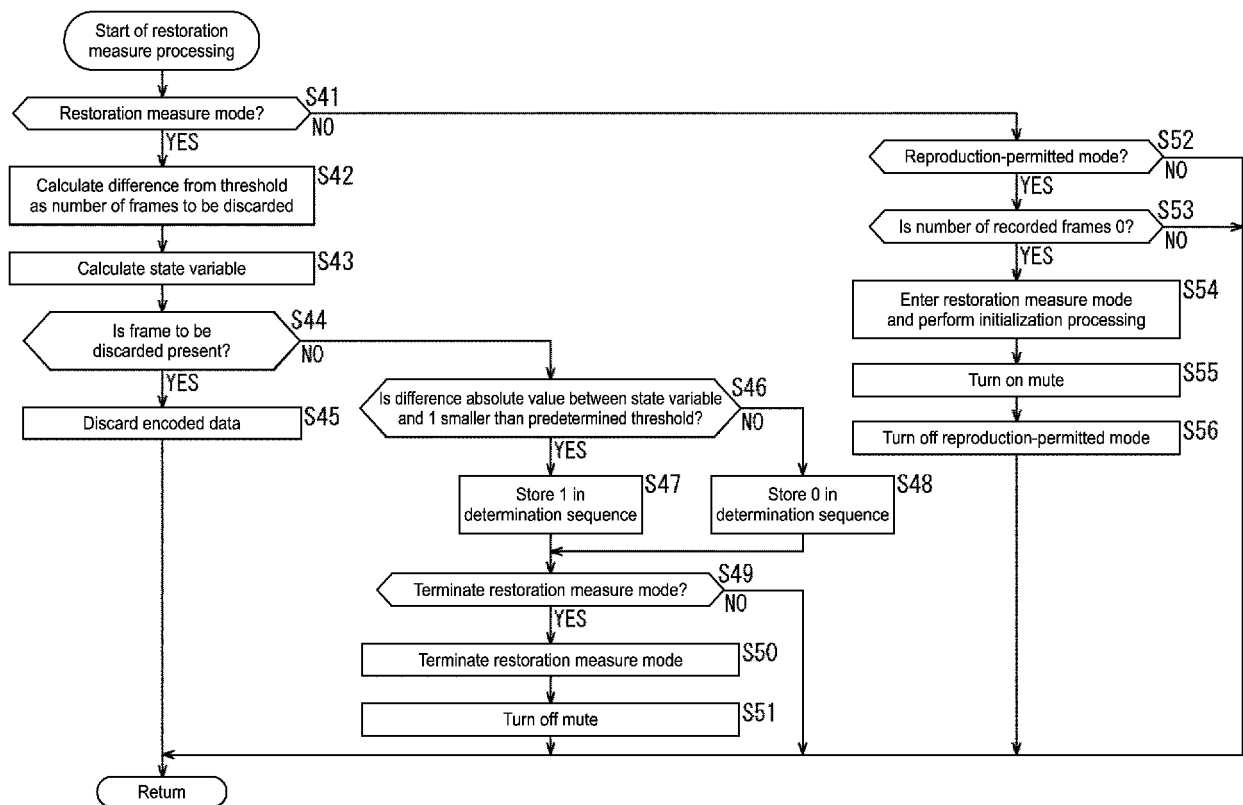 Start of restoration
measure processing
Restoration measure mode?
S41
NO
YES
Calculate difference from threshold
as number of frames to be discarded
S42
Calculate state variable
S43
Is frame to be
discarded present?
S44
NO
YES
Discard encoded data
S45
Is difference absolute value between state variable
and 1 smaller than predetermined threshold?
S46
NO
YES
Store 1 in
determination sequence
S47
Store 0 in
determination sequence
S48
Terminate restoration measure mode?
S49
NO
YES
Terminate restoration measure mode
S50
Turn off mute
S51
Reproduction-permitted mode?
S52
NO
YES
Is number of recorded frames 0?
S53
NO
YES
Enter restoration measure mode
and perform initialization processing
S54
Turn on mute
S55
Turn off reproduction-permitted mode
S56
Return